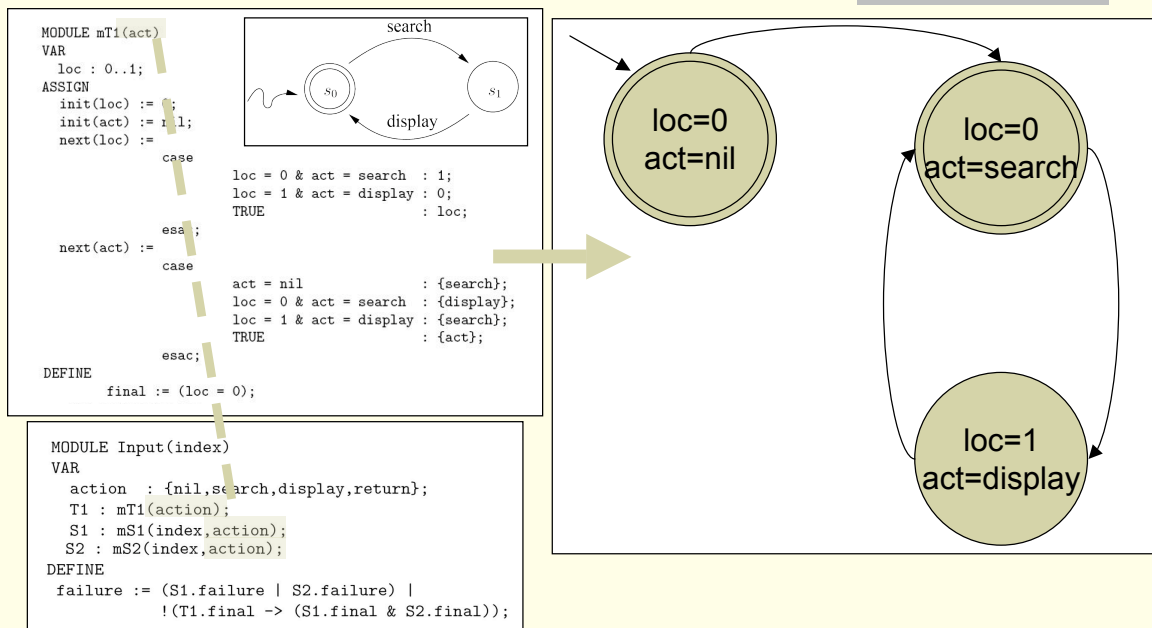 MODULE mT1(act)
VAR
loc : 0..1;
ASSIGN
init(loc) := 0;
init(act) := nil;
next(loc) :=
case
loc = 0 & act = search : 1;
loc = 1 & act = display : 0;
TRUE : loc;
esac;
next(act) :=
case
act = nil : {search};
loc = 0 & act = search : {display};
loc = 1 & act = display : {search};
TRUE : {act};
esac;
DEFINE
final := (loc = 0);
search
s0
s1
display
MODULE Input(index)
VAR
action : {nil,search,display,return};
T1 : mT1(action);
S1 : mS1(index,action);
S2 : mS2(index,action);
DEFINE
failure := (S1.failure | S2.failure) |
!(T1.final -> (S1.final & S2.final));
loc=0
act=nil
loc=0
act=search
loc=1
act=display